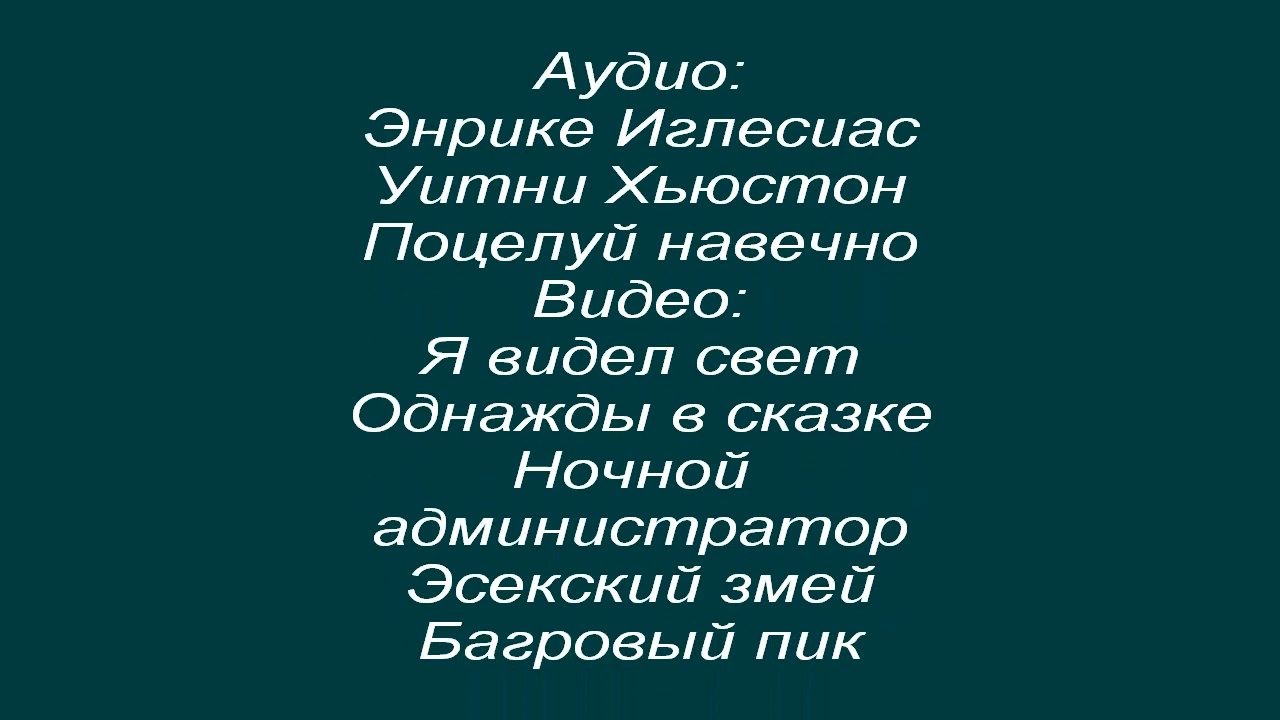 Аудио:
Энрике Иглесиас
Уитни Хьюстон
Поцелуй навечно
Видео:
Я видел свет
Однажды в сказке
Ночной
администратор
Эсекский змей
Багровый пик